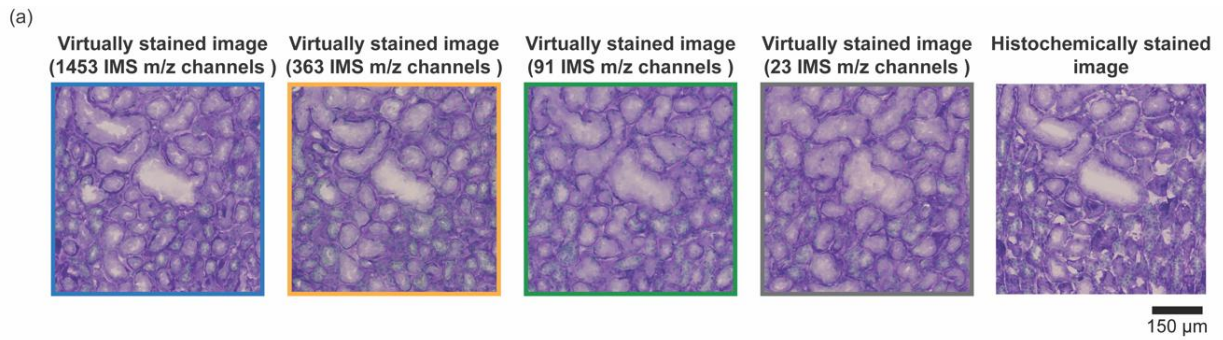 (a)
Virtually stained image
(1453 IMS m/z channels )
Virtually stained image
(363 IMS m/z channels )
Virtually stained image
(91 IMS m/z channels )
Virtually stained image
(23 IMS m/z channels )
Histochemically stained
image
150 µm